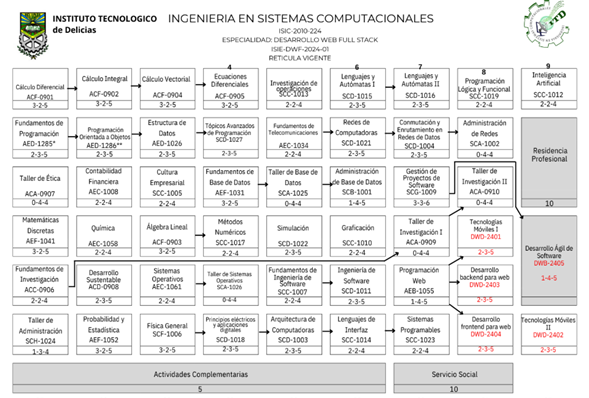 INSTITUTO TECNOLOGICO
de Delicias
INGENIERIA EN SISTEMAS COMPUTACIONALES
ISIC-2010-224
ESPECIALIDAD: DESARROLLO WEB FULL STACK
ISIE-DWF-2024-01
RETICULA VIGENTE
ITD
4
6
7
8
9
Cálculo Diferencial
ACF-0901
3-2-5
Cálculo Integral
ACF-0902
3-2-5
Cálculo Vectorial
ACF-0904
3-2-5
Ecuaciones
Diferenciales
ACF-0905
3-2-5
Investigación de
operaciones
SCC-1013
2-2-4
Lenguajes y
Autómatas I
SCD-1015
2-3-5
Lenguajes y
Autómatas II
SCD-1016
2-3-5
Programación
Lógica y Funcional
SCC-1019
2-2-4
Inteligencia
Artificial
SCC-1012
2-2-4
Fundamentos de
Programación
AED-1285*
2-3-5
Programación
Orientada a Objetos
AED-1286**
2-3-5
Estructura de
Datos
AED-1026
2-3-5
Tópicos Avanzados
de Programación
SCD-1027
2-3-5
Fundamentos de
Telecomunicaciones
AEC-1034
2-2-4
Redes de
Computadoras
SCD-1021
2-3-5
Conmutación y
Enrutamiento en
Redes de Datos
SCD-1004
2-3-5
Administración
de Redes
SCA-1002
0-4-4
Residencia
Profesional
10
Taller de Ética
ACA-0907
0-4-4
Contabilidad
Financiera
AEC-1008
2-2-4
Cultura
Empresarial
SCC-1005
2-2-4
Fundamentos de
Base de Datos
AEF-1031
3-2-5
Taller de Base de
Datos
SCA-1025
0-4-4
Administración
de Base de Datos
SCB-1001
1-4-5
Gestión de
Proyectos de
Software
SCG-1009
3-3-6
Taller de
Investigación II
ACA-0910
0-4-4
Matemáticas
Discretas
AEF-1041
3-2-5
Química
AEC-1058
2-2-4
Álgebra Lineal
ACF-0903
3-2-5
Métodos
Numéricos
SCC-1017
2-2-4
Simulación
SCD-1022
2-3-5
Graficación
SCC-1010
2-2-4
Taller de
Investigación I
ACA-0909
0-4-4
Tecnologías
Móviles I
DWD-2401
2-3-5
Desarrollo Ágil de
Software
DWB-2405
1-4-5
Fundamentos de
Investigación
ACC-0906
2-2-4
Desarrollo
Sustentable
ACD-0908
2-3-5
Sistemas
Operativos
AEC-1061
2-2-4
Taller de Sistemas
Operativos
SCA-1026
0-4-4
Fundamentos de
Ingeniería de
Software
SCC-1007
2-2-4
Ingeniería de
Software
SCD-1011
2-3-5
Programación
Web
AEB-1055
1-4-5
Desarrollo
backend para web
DWD-2403
2-3-5
Taller de
Administración
SCH-1024
1-3-4
Probabilidad y
Estadística
AEF-1052
3-2-5
Física General
SCF-1006
3-2-5
Principios eléctricos
y aplicaciones
digitales
SCD-1018
2-3-5
Arquitectura de
Computadoras
SCD-1003
2-3-5
Lenguajes de
Interfaz
SCC-1014
2-2-4
Sistemas
Programables
SCC-1023
2-2-4
Desarrollo
frontend para web
DWD-2404
2-3-5
Tecnologías Móviles
II
DWD-2402
2-3-5
Actividades Complementarias
5
Servicio Social
10